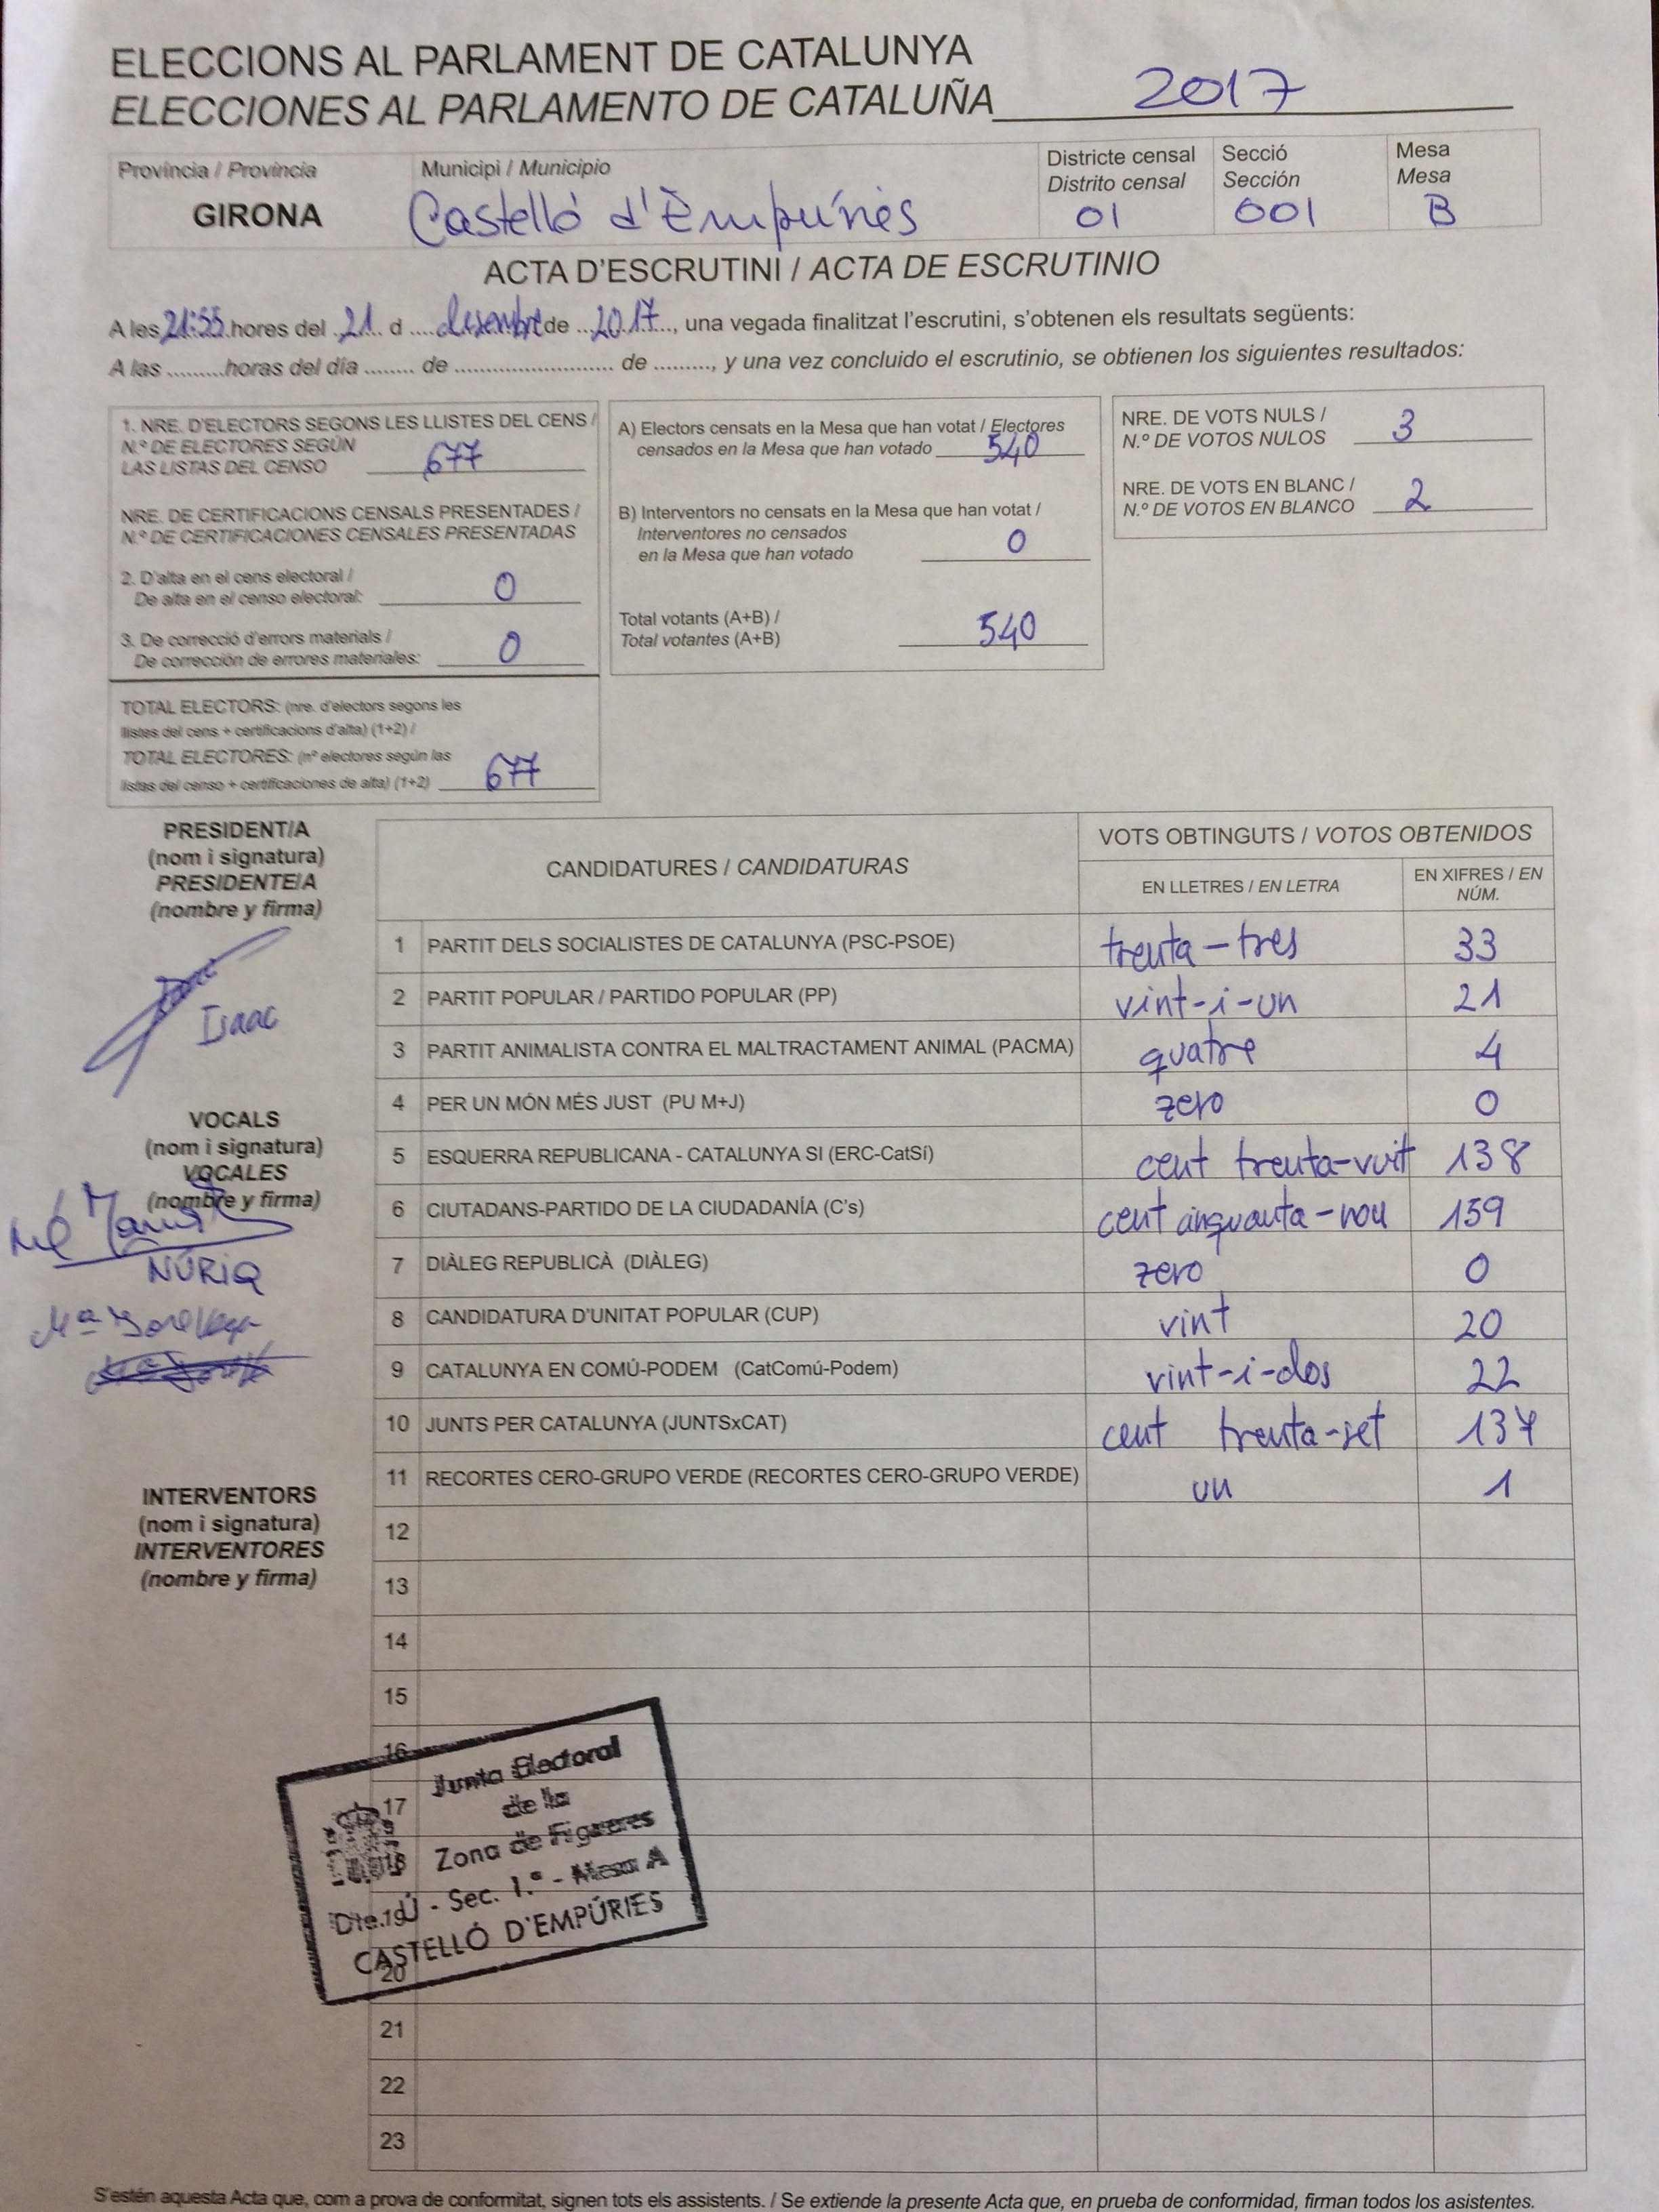 ELECCIONS AL PARLAMENT DE CATALUNYA
ELECCIONES AL PARLAMENTO DE CATALUÑA 2017
Província / Provincia
GIRONA
Municipi / Municipio
Castelló d'Empúries
Districte censal
Distrito censal
01
Secció
Sección
001
Mesa
Mesa
B
ACTA D'ESCRUTINI / ACTA DE ESCRUTINIO
A les 21:55 hores del 21 d desembre de 2017, una vegada finalitzat l'escrutini, s'obtenen els resultats següents:
A las .........horas del día ........ de ......................... de ........., y una vez concluido el escrutinio, se obtienen los siguientes resultados:
1. NRE. D'ELECTORS SEGONS LES LLISTES DEL CENS /
N.º DE ELECTORES SEGÚN
LAS LISTAS DEL CENSO 677
NRE. DE CERTIFICACIONS CENSALS PRESENTADES /
N.º DE CERTIFICACIONES CENSALES PRESENTADAS
2. D'alta en el cens electoral /
De alta en el censo electoral: 0
3. De correcció d'errors materials /
De corrección de errores materiales: 0
TOTAL ELECTORS: (nre. d'electors segons les
llistes del cens + certificacions d'alta) (1+2) /
TOTAL ELECTORES: (nº electores según las
listas del censo + certificaciones de alta) (1+2) 677
A) Electors censats en la Mesa que han votat / Electores
censados en la Mesa que han votado 540
B) Interventors no censats en la Mesa que han votat /
Interventores no censados
en la Mesa que han votado 0
Total votants (A+B) /
Total votantes (A+B) 540
NRE. DE VOTS NULS /
N.º DE VOTOS NULOS 3
NRE. DE VOTS EN BLANC /
N.º DE VOTOS EN BLANCO 2
PRESIDENT/A
(nom i signatura)
PRESIDENTE/A
(nombre y firma)
Isaac
VOCALS
(nom i signatura)
VOCALES
(nombre y firma)
NÚRIA
INTERVENTORS
(nom i signatura)
INTERVENTORES
(nombre y firma)
CANDIDATURES / CANDIDATURAS
VOTS OBTINGUTS / VOTOS OBTENIDOS
EN LLETRES / EN LETRA
EN XIFRES / EN
NÚM.
1 PARTIT DELS SOCIALISTES DE CATALUNYA (PSC-PSOE) trenta-tres 33
2 PARTIT POPULAR / PARTIDO POPULAR (PP) vint-i-un 21
3 PARTIT ANIMALISTA CONTRA EL MALTRACTAMENT ANIMAL (PACMA) quatre 4
4 PER UN MÓN MÉS JUST (PU M+J) zero 0
5 ESQUERRA REPUBLICANA - CATALUNYA SI (ERC-CatSí) cent trenta-vuit 138
6 CIUTADANS-PARTIDO DE LA CIUDADANÍA (C's) cent cinquanta-nou 159
7 DIÀLEG REPUBLICÀ (DIÀLEG) zero 0
8 CANDIDATURA D'UNITAT POPULAR (CUP) vint 20
9 CATALUNYA EN COMÚ-PODEM (CatComú-Podem) vint-i-dos 22
10 JUNTS PER CATALUNYA (JUNTSxCAT) cent trenta-set 137
11 RECORTES CERO-GRUPO VERDE (RECORTES CERO-GRUPO VERDE) un 1
12
13
14
15
16
17
18
19
20
21
22
23
Junta Electoral
de la
Zona de Figueres
Dte. Ú - Sec. 1.ª - Mesa A
CASTELLÓ D'EMPÚRIES
S'estén aquesta Acta que, com a prova de conformitat, signen tots els assistents. / Se extiende la presente Acta que, en prueba de conformidad, firman todos los asistentes.